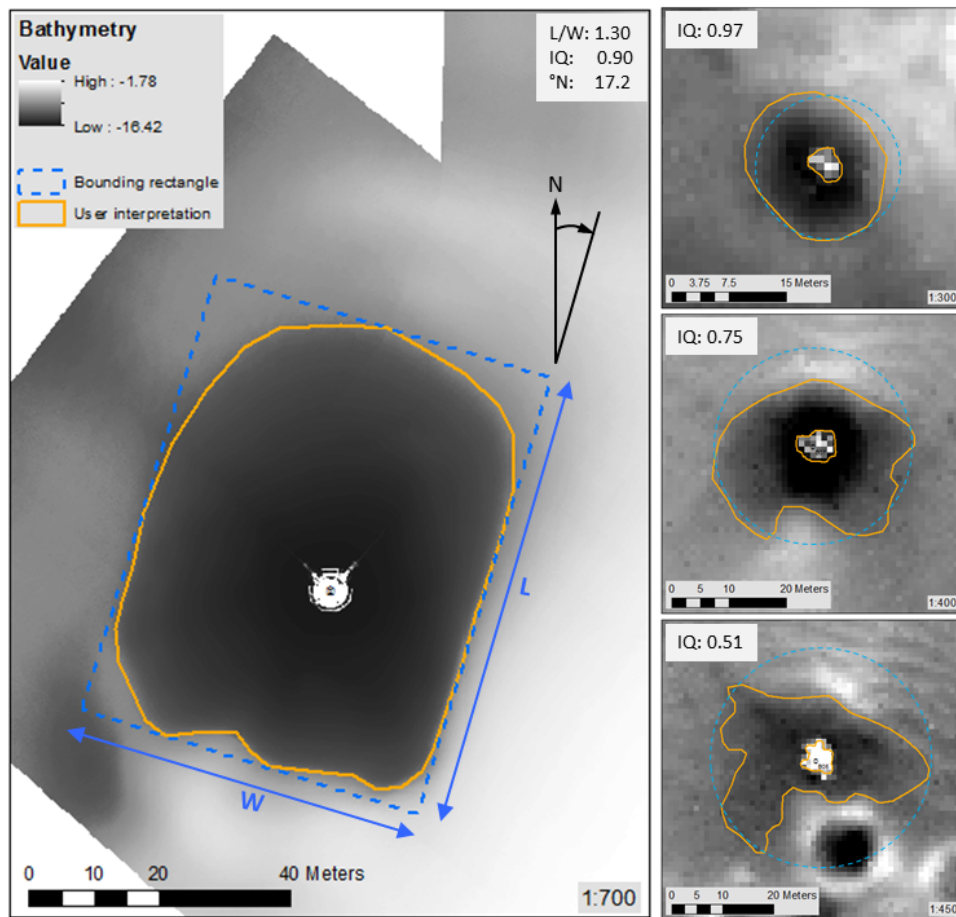 Bathymetry
Value
High : -1.78
Low : -16.42
Bounding rectangle
User interpretation
L/W: 1.30
IQ: 0.90
°N: 17.2
N
L
W
0 10 20 40 Meters
1:700
IQ: 0.97
0 3.75 7.5 15 Meters
1:300
IQ: 0.75
0 5 10 20 Meters
1:400
IQ: 0.51
0 5 10 20 Meters
1:450